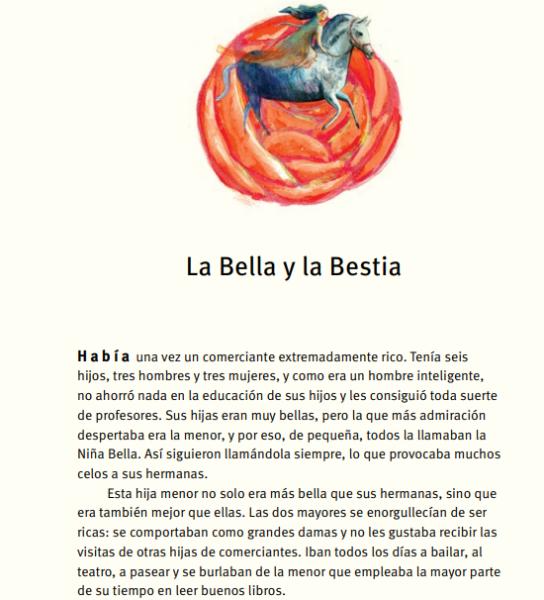 La Bella y la Bestia
Había una vez un comerciante extremadamente rico. Tenía seis
hijos, tres hombres y tres mujeres, y como era un hombre inteligente,
no ahorró nada en la educación de sus hijos y les consiguió toda suerte
de profesores. Sus hijas eran muy bellas, pero la que más admiración
despertaba era la menor, y por eso, de pequeña, todos la llamaban la
Niña Bella. Así siguieron llamándola siempre, lo que provocaba muchos
celos a sus hermanas.
Esta hija menor no solo era más bella que sus hermanas, sino que
era también mejor que ellas. Las dos mayores se enorgullecían de ser
ricas: se comportaban como grandes damas y no les gustaba recibir las
visitas de otras hijas de comerciantes. Iban todos los días a bailar, al
teatro, a pasear y se burlaban de la menor que empleaba la mayor parte
de su tiempo en leer buenos libros.